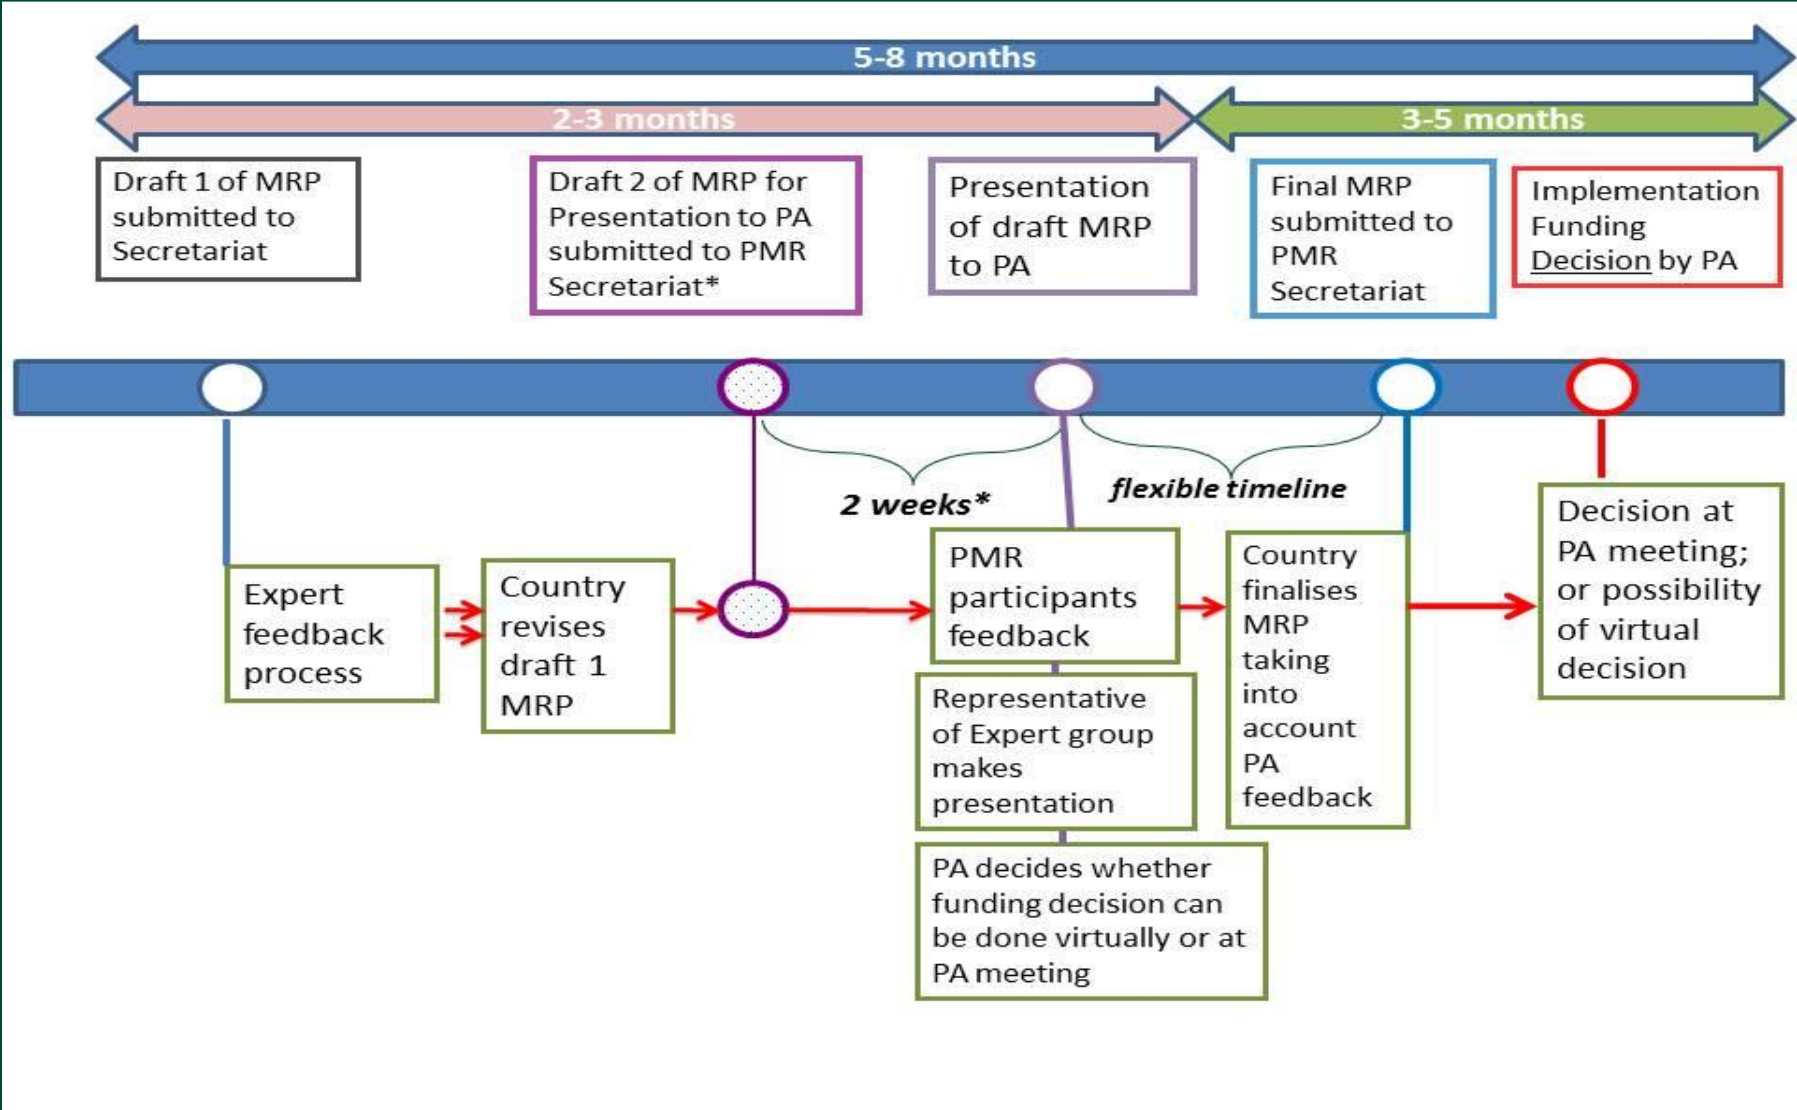 5-8 months
2-3 months
3-5 months
Draft 1 of MRP
submitted to
Secretariat
Draft 2 of MRP for
Presentation to PA
submitted to PMR
Secretariat*
Presentation
of draft MRP
to PA
Final MRP
submitted to
PMR
Secretariat
Implementation
Funding
Decision by PA
2 weeks*
flexible timeline
Expert
feedback
process
Country
revises
draft 1
MRP
PMR
participants
feedback
Representative
of Expert group
makes
presentation
PA decides whether
funding decision can
be done virtually or at
PA meeting
Country
finalises
MRP
taking
into
account
PA
feedback
Decision at
PA meeting;
or possibility
of virtual
decision